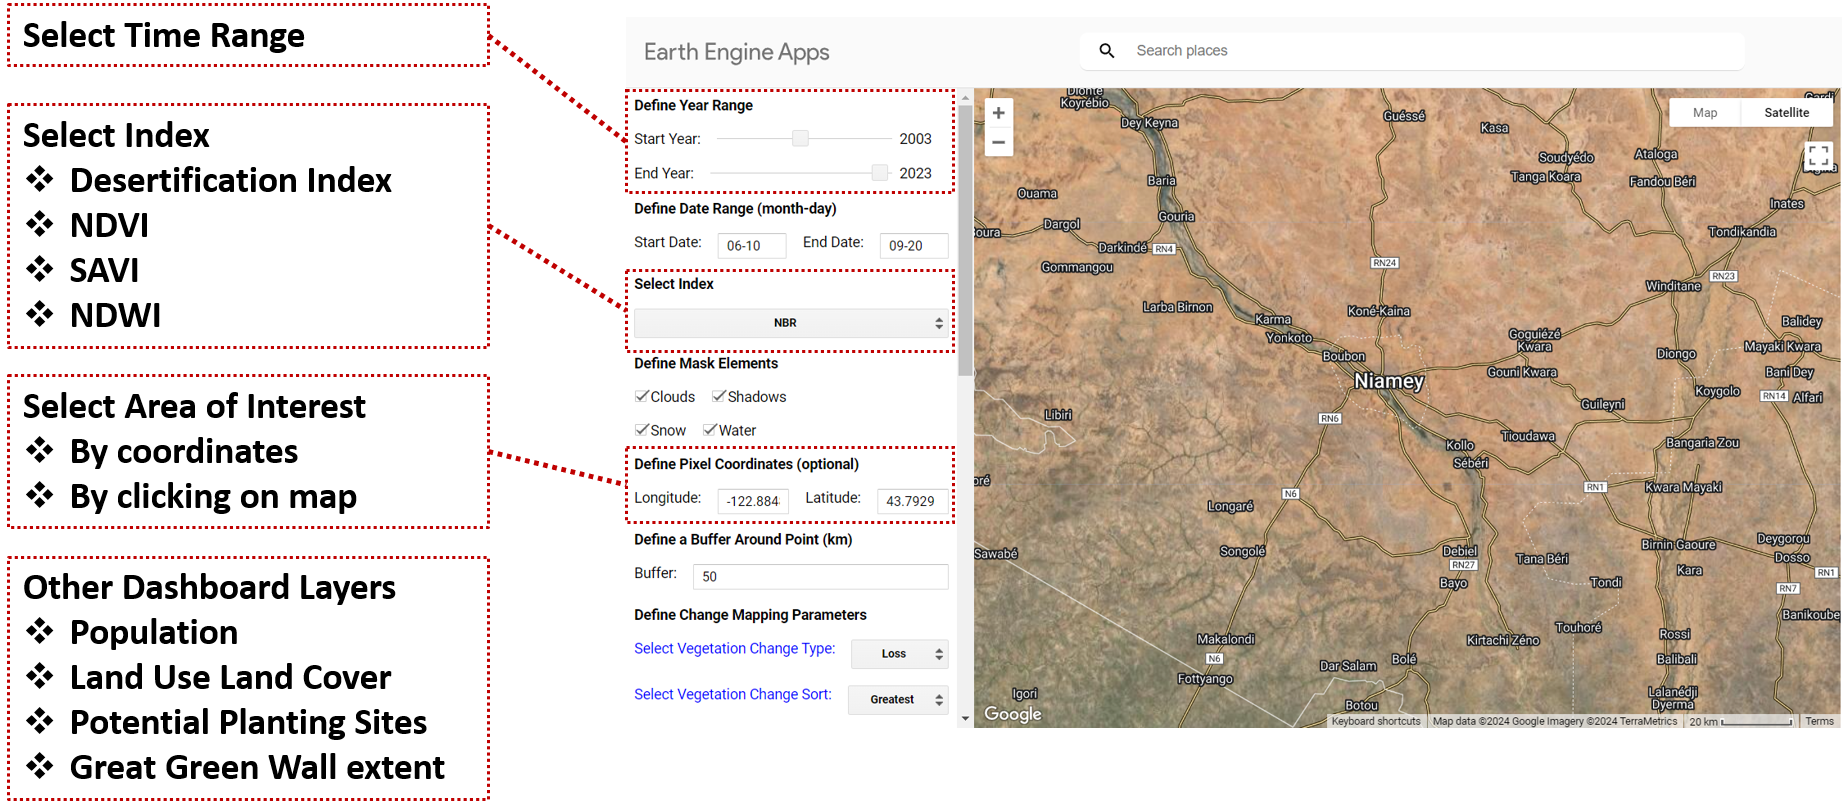 Select Time Range
Select Index
❖ Desertification Index
❖ NDVI
❖ SAVI
❖ NDWI
Select Area of Interest
❖ By coordinates
❖ By clicking on map
Other Dashboard Layers
❖ Population
❖ Land Use Land Cover
❖ Potential Planting Sites
❖ Great Green Wall extent
Earth Engine Apps
Search places
Define Year Range
Start Year: 2003
End Year: 2023
Define Date Range (month-day)
Start Date: 06-10 End Date: 09-20
Select Index
NBR
Define Mask Elements
Clouds Shadows
Snow Water
Define Pixel Coordinates (optional)
Longitude: -122.884 Latitude: 43.7929
Define a Buffer Around Point (km)
Buffer: 50
Define Change Mapping Parameters
Select Vegetation Change Type: Loss
Select Vegetation Change Sort: Greatest
+
−
Map Satellite
Koyrébio
Dey Keyna
Guéssé
Kasa
Soudyédo
Tanga Koara
Ataloga
Fandou Béri
Inates
Baria
Ouama
Dargol
Gouria
Darkindé
RN4
Gommangou
Tondikandia
RN24
RN23
Winditane
Larba Birnon
Karma
Yonkoto
Koné-Kaina
Balidey
Goguiézé
Kwara
Mayaki Kwara
Boubon
Diongo
Niamey
Gouni Kwara
Bani Dey
Koygolo
RN14
Alfari
Guileyni
Libiri
RN6
Tioudawa
Kollo
Bangaria Zou
Sébéri
N6
RN1
Kwara Mayaki
Longaré
Sawabé
Songolé
Debiel
RN27
Tana Béri
Birnin Gaoure
Deygorou
Dosso
Kara
RN1
Bayo
Tondi
RN7
Banikoube
Makalondi
Kirtachi Zéno
Touhoré
Rossi
N6
Fottyango
Dar Salam
Bolé
Balibali
Igori
Botou
Lalanédji
Dyerma
Google
Keyboard shortcuts Map data ©2024 Google Imagery ©2024 TerraMetrics 20 km Terms